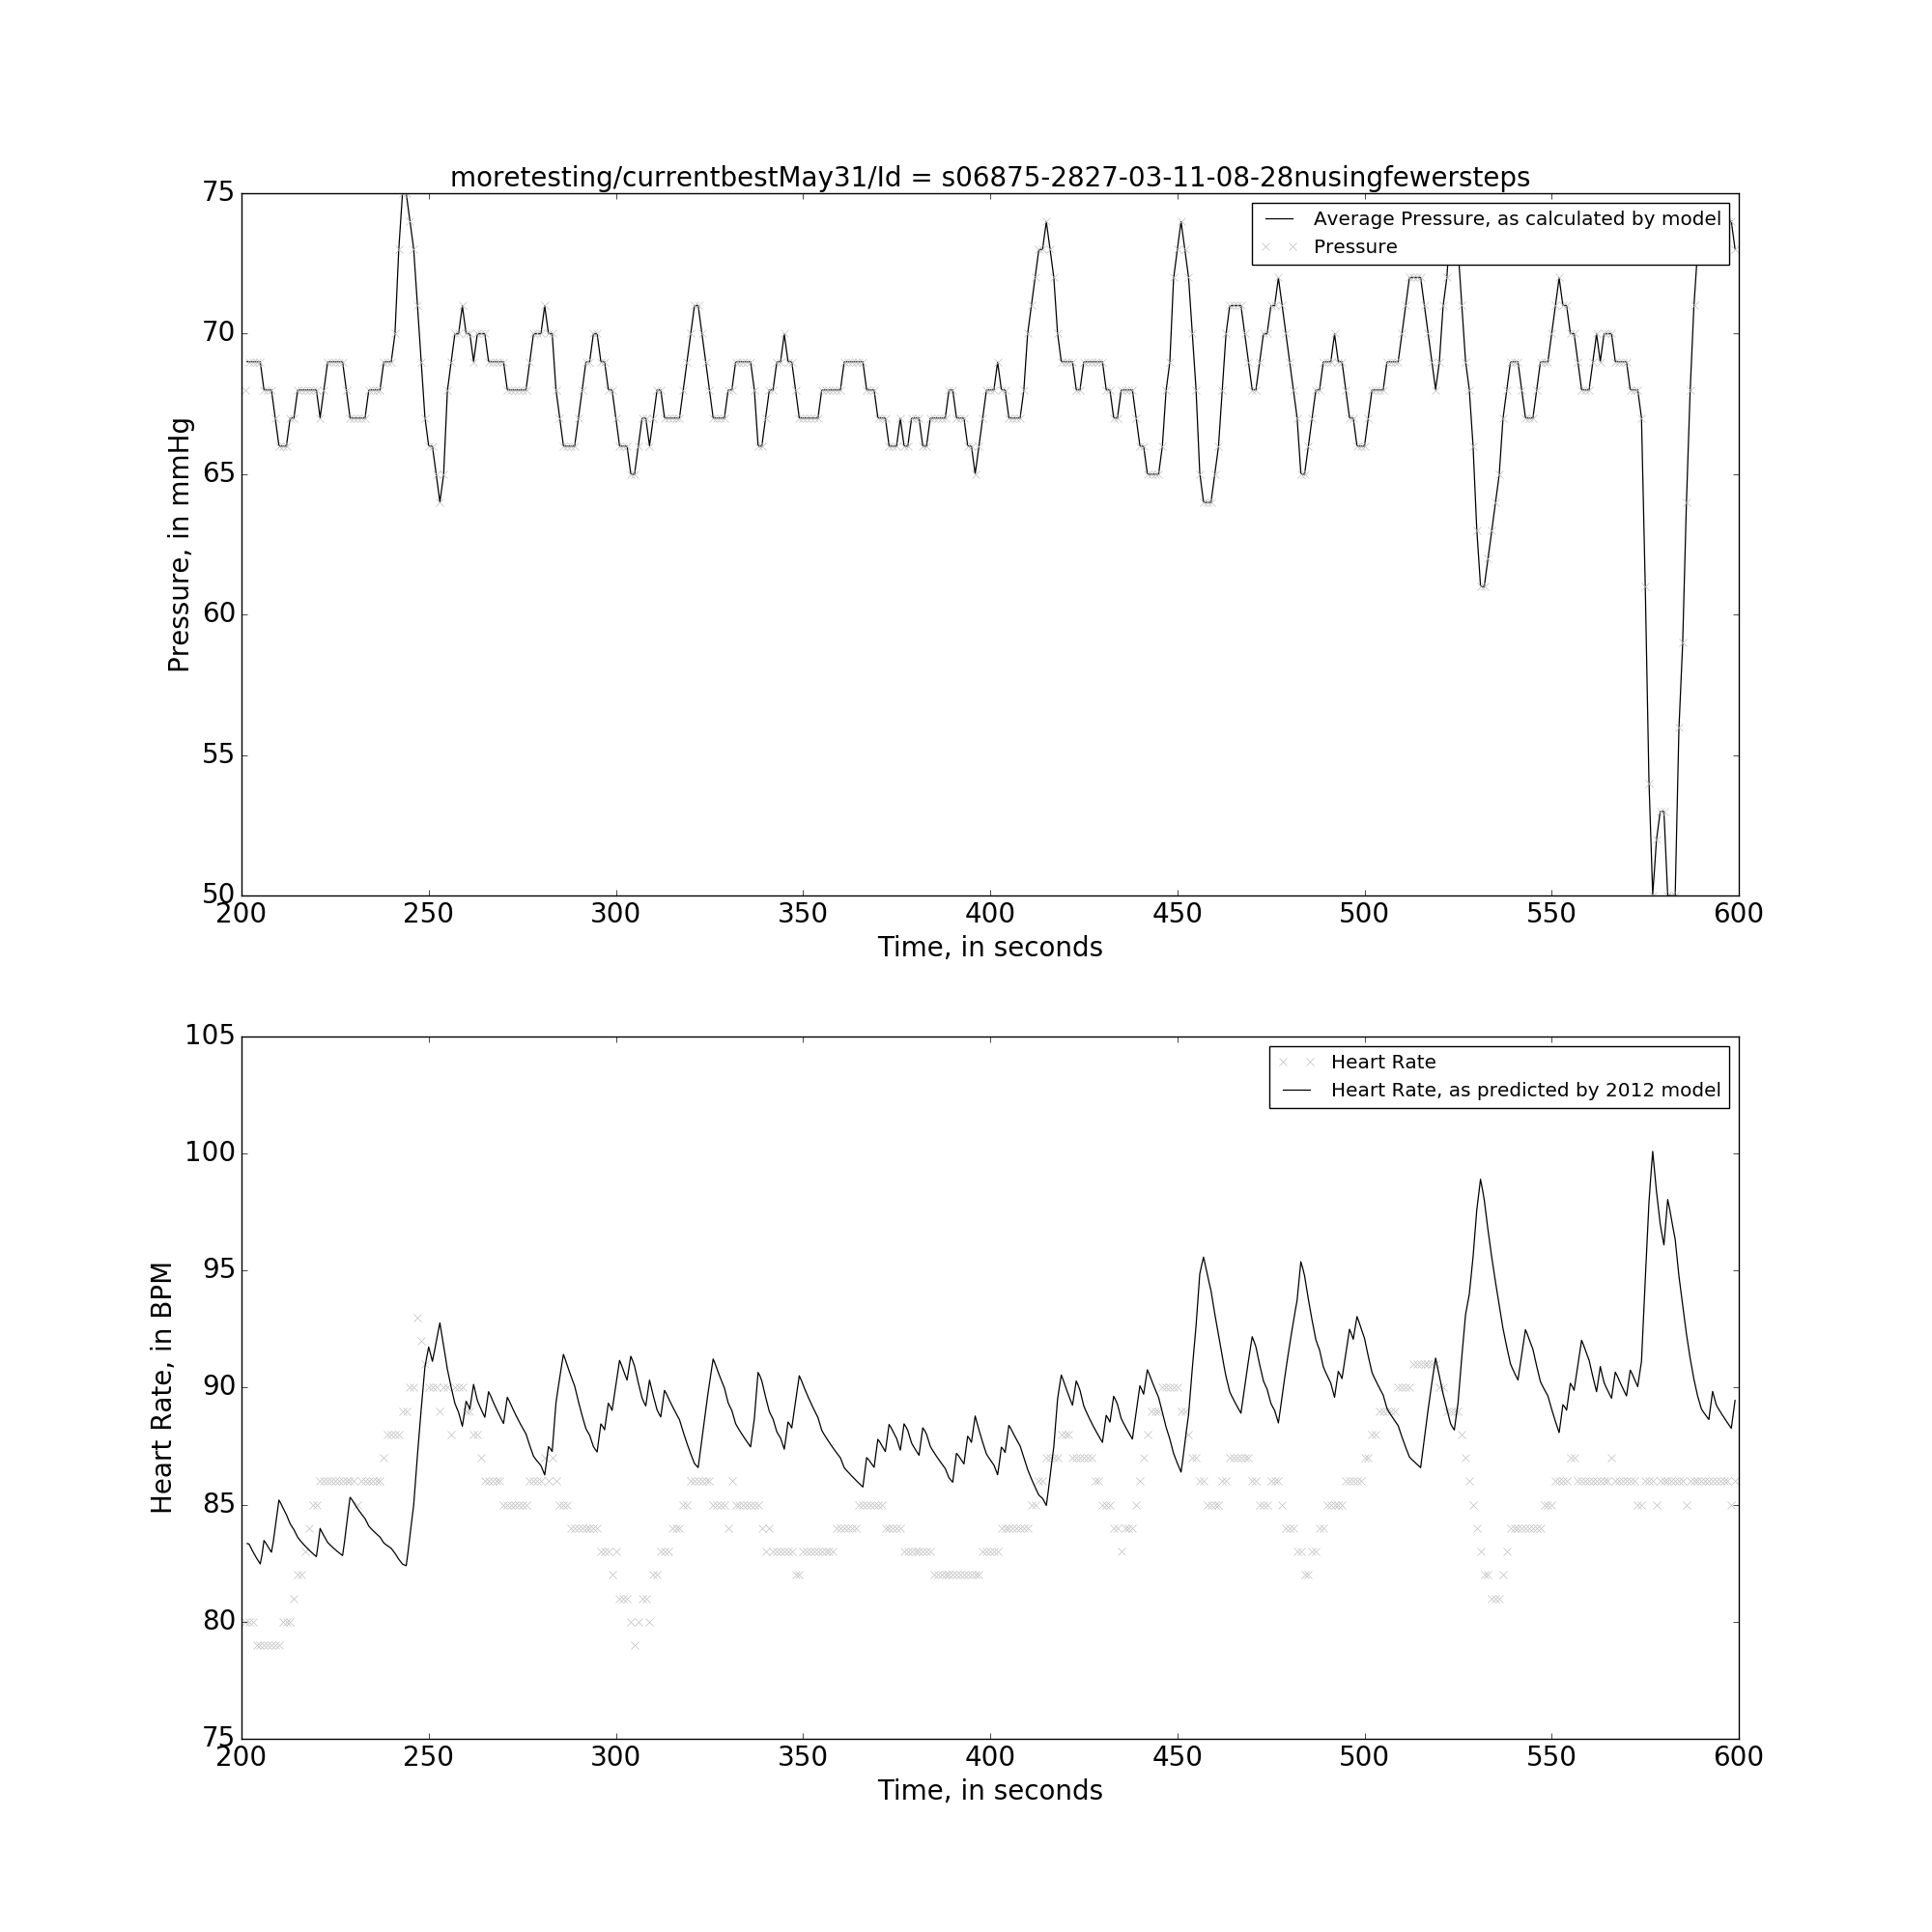 moretesting/currentbestMay31/Id = s06875-2827-03-11-08-28nusingfewersteps
75
70
65
60
55
50
Pressure, in mmHg
Average Pressure, as calculated by model
Pressure
200 250 300 350 400 450 500 550 600
Time, in seconds
105
100
95
90
85
80
75
Heart Rate, in BPM
Heart Rate
Heart Rate, as predicted by 2012 model
200 250 300 350 400 450 500 550 600
Time, in seconds